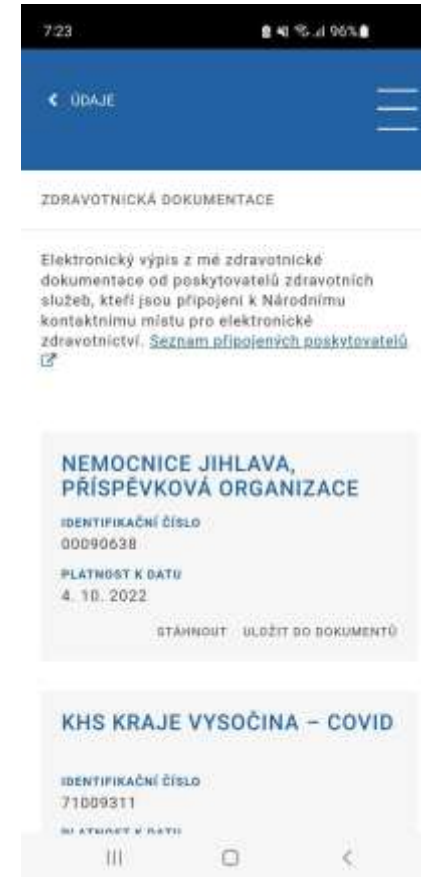 7:23
96%
ÚDAJE
ZDRAVOTNICKÁ DOKUMENTACE
Elektronický výpis z mé zdravotnické
dokumentace od poskytovatelů zdravotních
služeb, kteří jsou připojeni k Národnímu
kontaktnímu místu pro elektronické
zdravotnictví. Seznam připojených poskytovatelů
NEMOCNICE JIHLAVA,
PŘÍSPĚVKOVÁ ORGANIZACE
IDENTIFIKAČNÍ ČÍSLO
00090638
PLATNOST K DATU
4. 10. 2022
STÁHNOUT ULOŽIT DO DOKUMENTŮ
KHS KRAJE VYSOČINA – COVID
IDENTIFIKAČNÍ ČÍSLO
71009311
PLATNOST K DATU